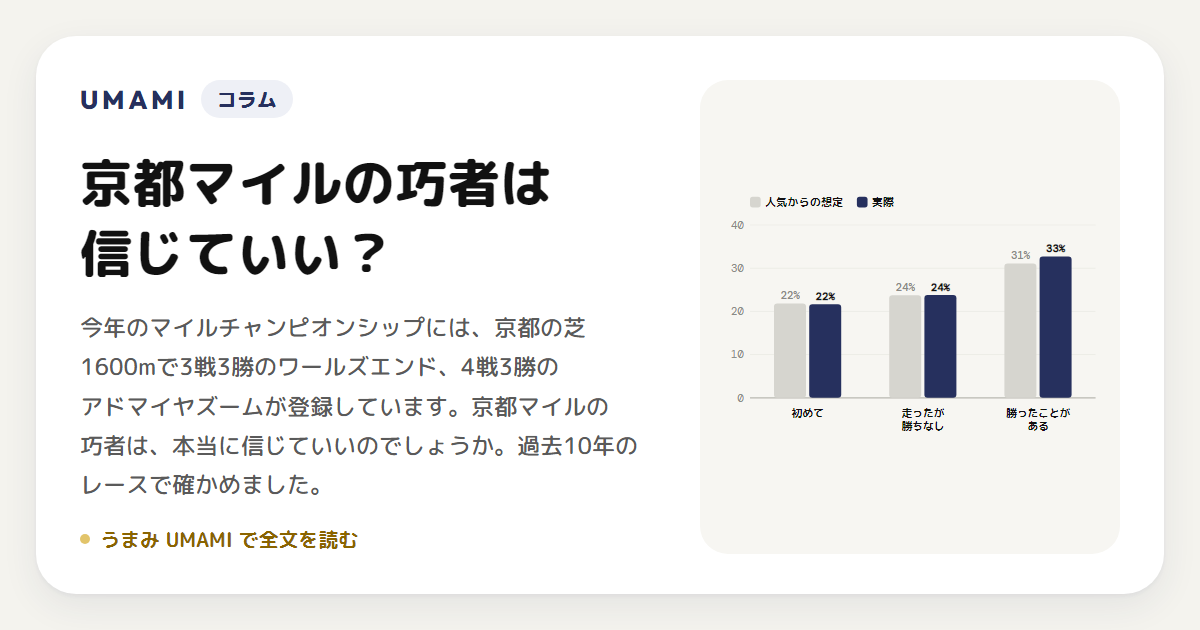 UMAMI コラム
京都マイルの巧者は
信じていい？
今年のマイルチャンピオンシップには、京都の芝
1600mで3戦3勝のワールズエンド、4戦3勝の
アドマイヤズームが登録しています。京都マイルの
巧者は、本当に信じていいのでしょうか。過去10年の
レースで確かめました。
うまみ UMAMI で全文を読む
人気からの想定 実際
40
30
20
10
0
22% 22%
24% 24%
31% 33%
初めて
走ったが
勝ちなし
勝ったことが
ある